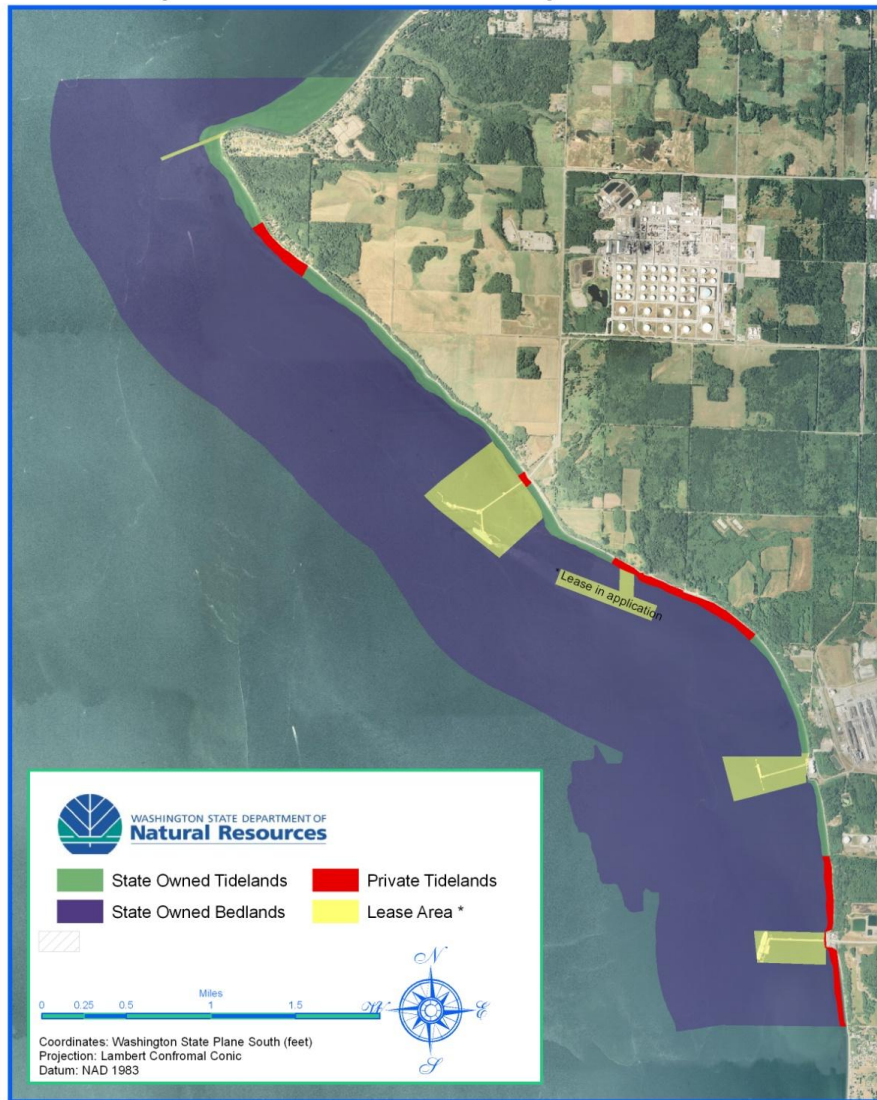 * Lease in application
WASHINGTON STATE DEPARTMENT OF
Natural Resources
State Owned Tidelands
Private Tidelands
State Owned Bedlands
Lease Area *
Miles
0 0.25 0.5 1 1.5
N
W E
S
Coordinates: Washington State Plane South (feet)
Projection: Lambert Confromal Conic
Datum: NAD 1983